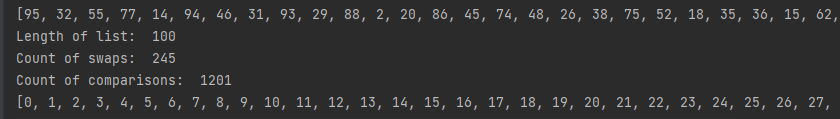 [95, 32, 55, 77, 14, 94, 46, 31, 93, 29, 88, 2, 20, 86, 45, 74, 48, 26, 38, 75, 52, 18, 35, 36, 15, 62,
Length of list:  100
Count of swaps:  245
Count of comparisons:  1201
[0, 1, 2, 3, 4, 5, 6, 7, 8, 9, 10, 11, 12, 13, 14, 15, 16, 17, 18, 19, 20, 21, 22, 23, 24, 25, 26, 27,